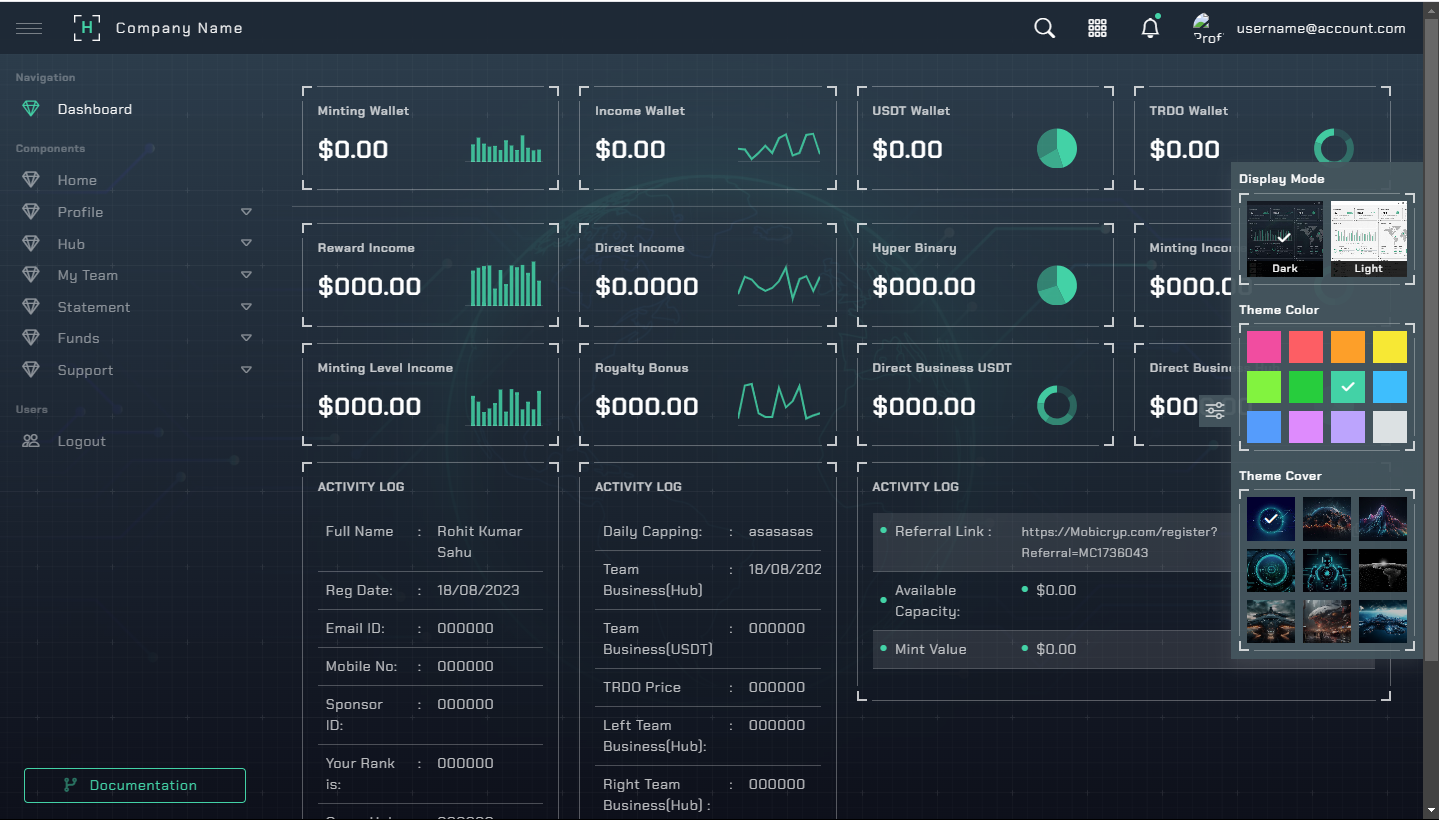 H Company Name
Prof
username@account.com
Navigation
Dashboard
Components
Home
Profile
Hub
My Team
Statement
Funds
Support
Users
Logout
Documentation
Minting Wallet
$0.00
Income Wallet
$0.00
USDT Wallet
$0.00
TRDO Wallet
$0.00
Reward Income
$000.00
Direct Income
$0.0000
Hyper Binary
$000.00
Minting Incor
$000.0
Minting Level Income
$000.00
Royalty Bonus
$000.00
Direct Business USDT
$000.00
Direct Busin
$00
ACTIVITY LOG
Full Name : Rohit Kumar
Sahu
Reg Date: : 18/08/2023
Email ID: : 000000
Mobile No: : 000000
Sponsor : 000000
ID:
Your Rank : 000000
is:
ACTIVITY LOG
Daily Capping: : asasasas
Team : 18/08/202
Business(Hub)
Team : 000000
Business(USDT)
TRDO Price : 000000
Left Team : 000000
Business(Hub):
Right Team : 000000
Business(Hub) :
ACTIVITY LOG
Referral Link : https://Mobicryp.com/register?
Referral=MC1736043
Available $0.00
Capacity:
Mint Value $0.00
Display Mode
Dark
Light
Theme Color
Theme Cover